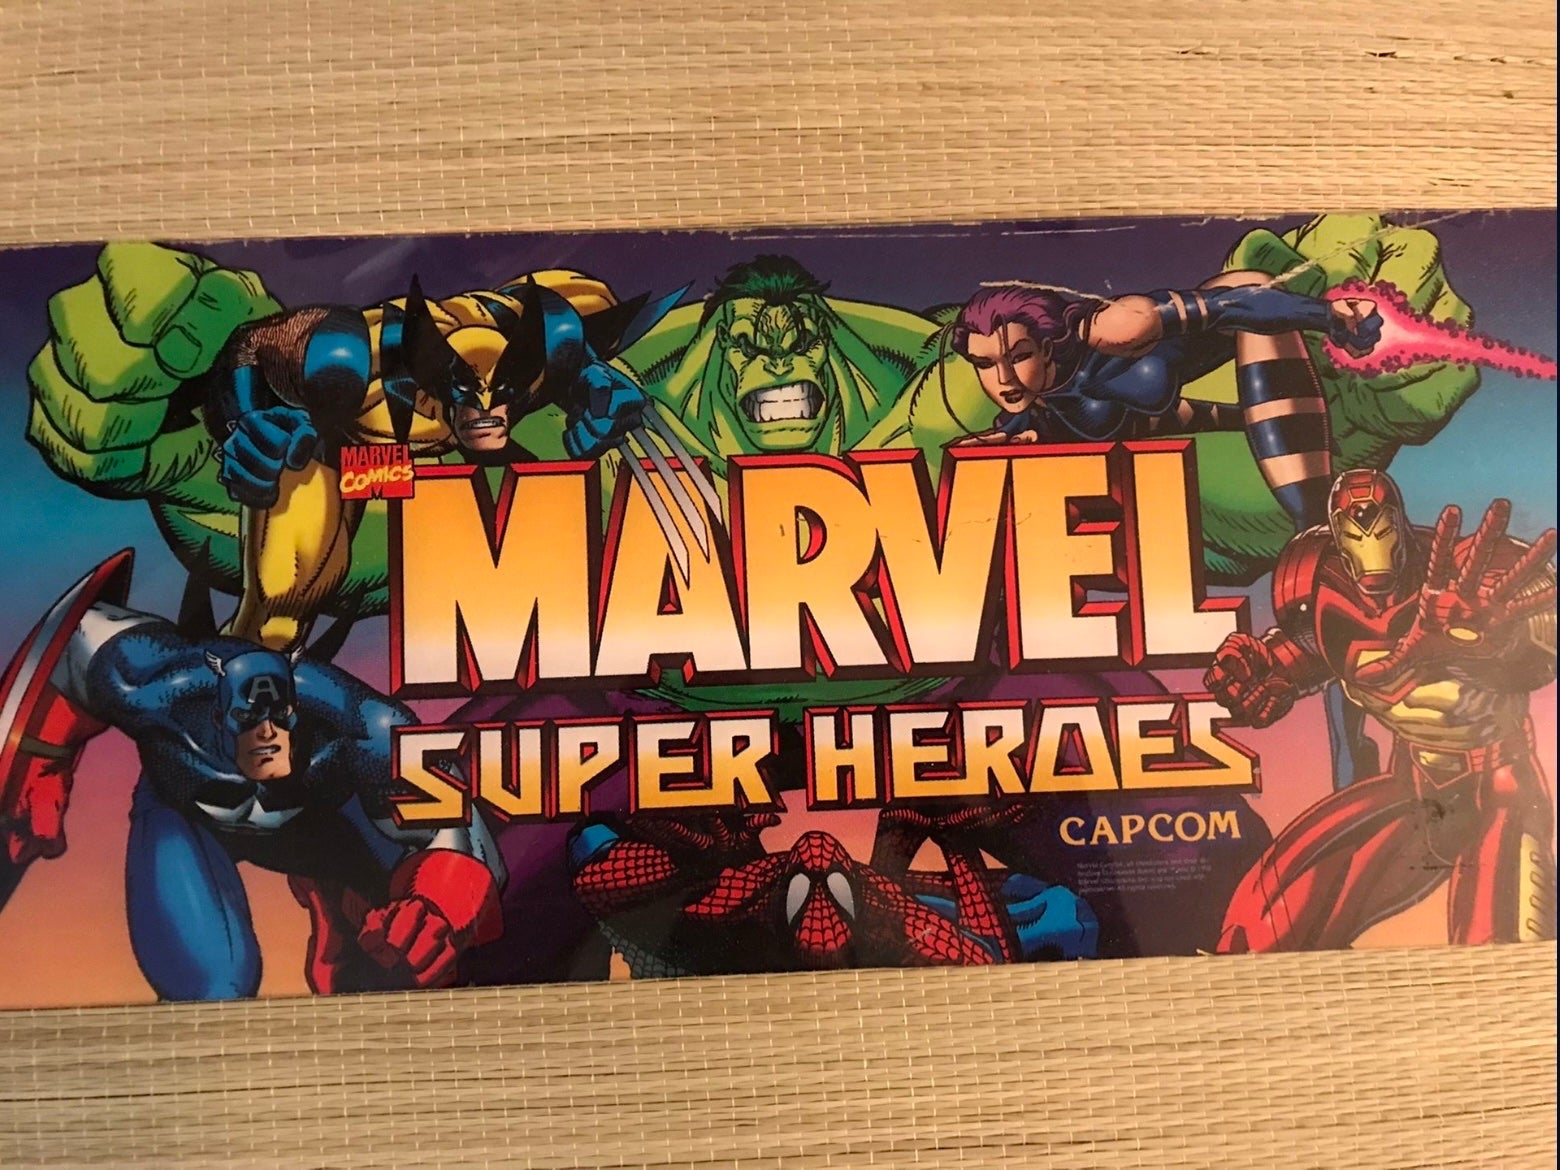 MARVEL
COMICS
MARVEL
SUPER HEROES
CAPCOM
A